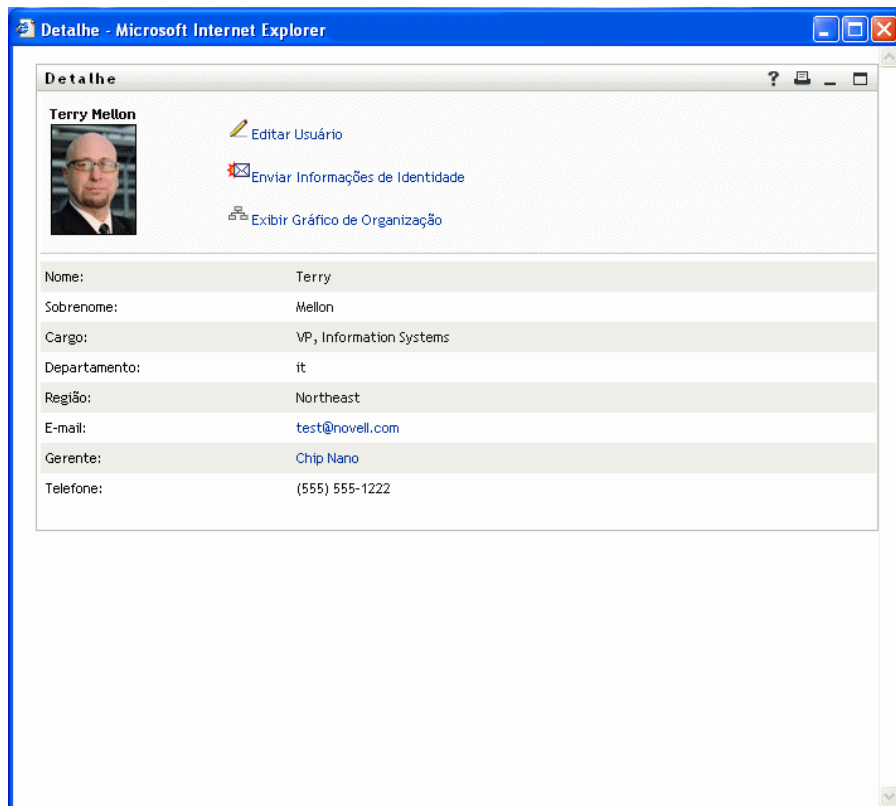 Detalhe - Microsoft Internet Explorer
Detalhe
Terry Mellon
Editar Usuário
Enviar Informações de Identidade
Exibir Gráfico de Organização
Nome: Terry
Sobrenome: Mellon
Cargo: VP, Information Systems
Departamento: it
Região: Northeast
E-mail: test@novell.com
Gerente: Chip Nano
Telefone: (555) 555-1222